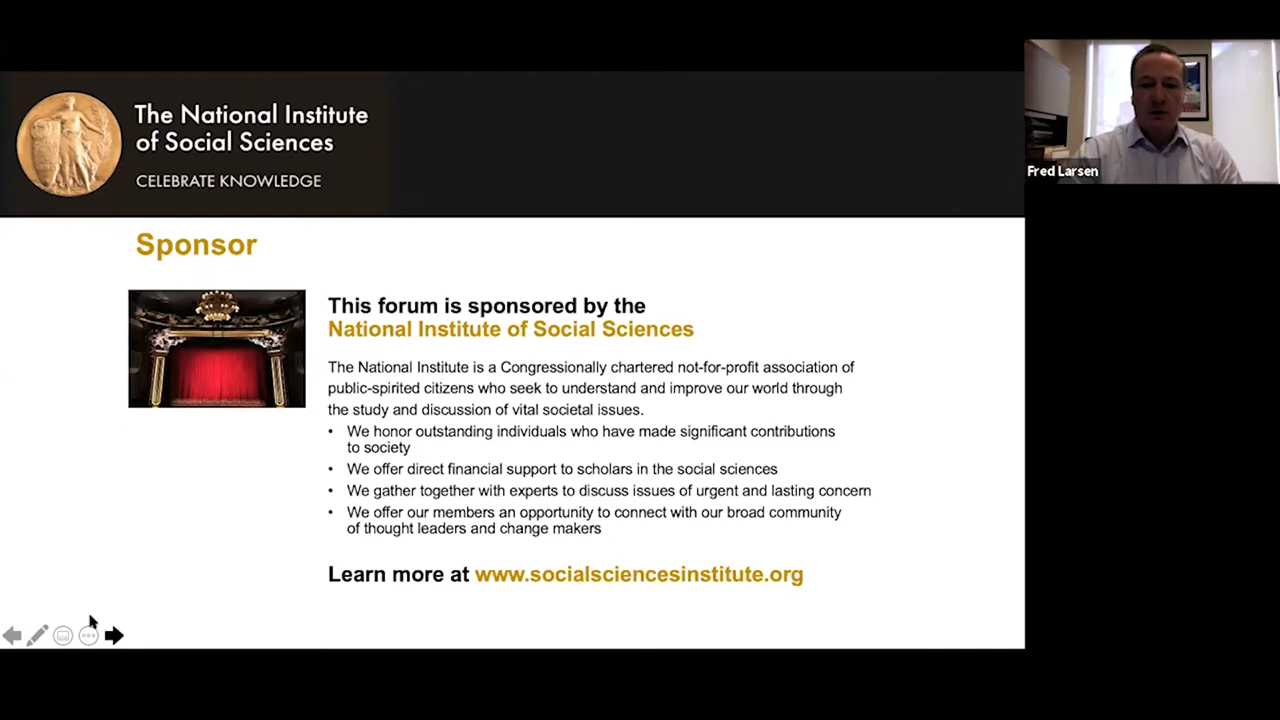 The National Institute
of Social Sciences
CELEBRATE KNOWLEDGE
Fred Larsen
Sponsor
This forum is sponsored by the
National Institute of Social Sciences
The National Institute is a Congressionally chartered not-for-profit association of
public-spirited citizens who seek to understand and improve our world through
the study and discussion of vital societal issues.
• We honor outstanding individuals who have made significant contributions
to society
• We offer direct financial support to scholars in the social sciences
• We gather together with experts to discuss issues of urgent and lasting concern
• We offer our members an opportunity to connect with our broad community
of thought leaders and change makers
Learn more at www.socialsciencesinstitute.org